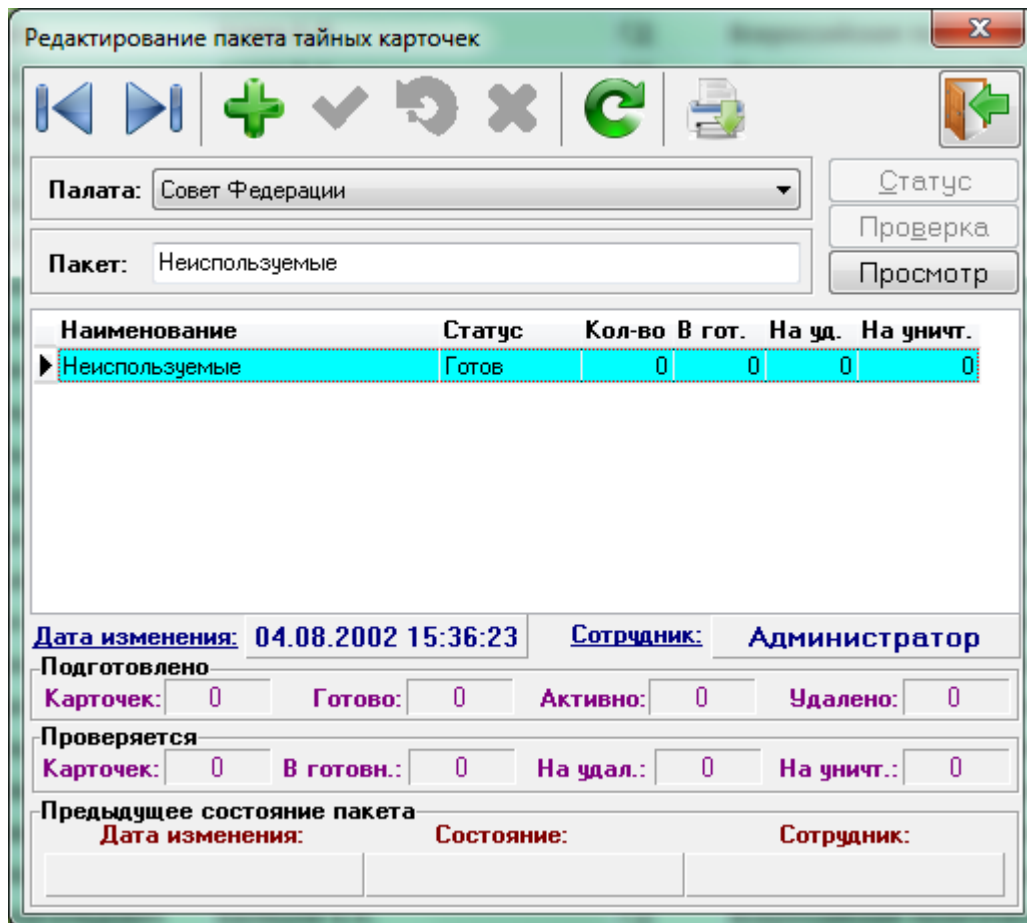 Редактирование пакета тайных карточек
Палата: Совет Федерации
Статус
Проверка
Пакет: Неиспользуемые
Просмотр
Наименование Статус Кол-во В гот. На уд. На уничт.
Неиспользуемые Готов 0 0 0 0
Дата изменения: 04.08.2002 15:36:23 Сотрудник: Администратор
Подготовлено
Карточек: 0 Готово: 0 Активно: 0 Удалено: 0
Проверяется
Карточек: 0 В готовн.: 0 На удал.: 0 На уничт.: 0
Предыдущее состояние пакета
Дата изменения: Состояние: Сотрудник: